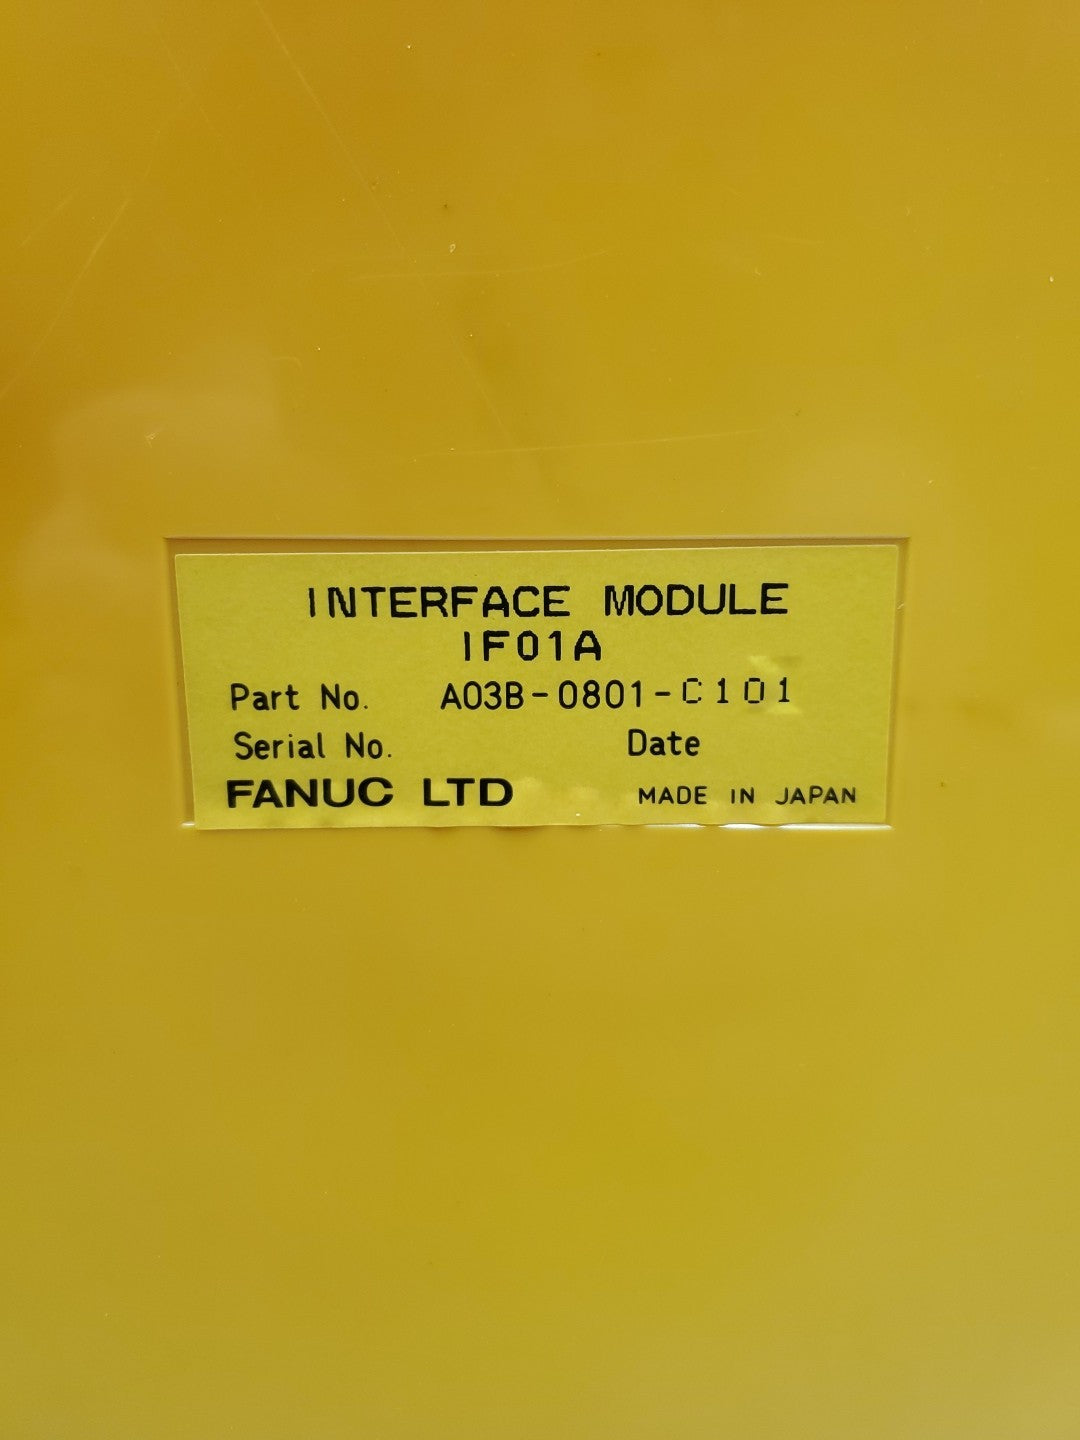 INTERFACE MODULE
IF01A
Part No. A03B-0801-C101
Serial No. Date
FANUC LTD MADE IN JAPAN